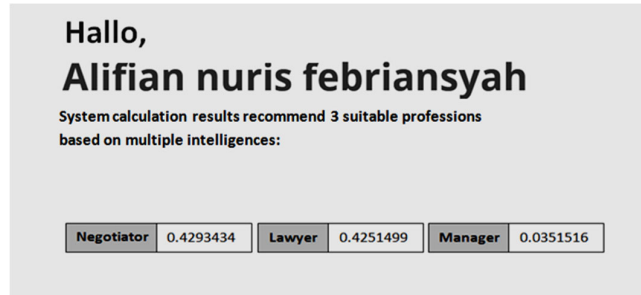 Hallo,
Alifian nuris febriansyah
System calculation results recommend 3 suitable professions
based on multiple intelligences:
Negotiator 0.4293434 Lawyer 0.4251499 Manager 0.0351516